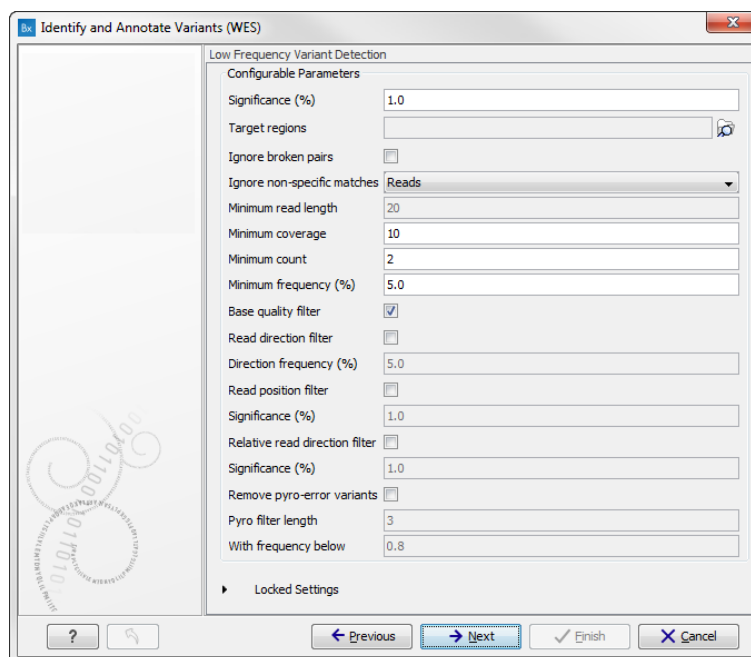 Bx Identify and Annotate Variants (WES)
Low Frequency Variant Detection
Configurable Parameters
Significance (%) 1.0
Target regions
Ignore broken pairs
Ignore non-specific matches Reads
Minimum read length 20
Minimum coverage 10
Minimum count 2
Minimum frequency (%) 5.0
Base quality filter
Read direction filter
Direction frequency (%) 5.0
Read position filter
Significance (%) 1.0
Relative read direction filter
Significance (%) 1.0
Remove pyro-error variants
Pyro filter length 3
With frequency below 0.8
Locked Settings
? Previous Next Finish Cancel